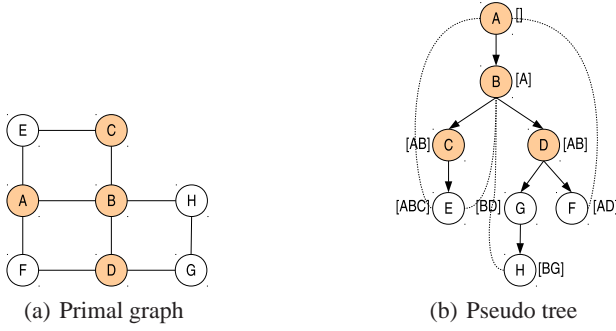 E C
A B H
F D G
(a) Primal graph
A []
B [A]
[AB] C D [AB]
[ABC] E [BD] G F [AD]
H [BG]
(b) Pseudo tree